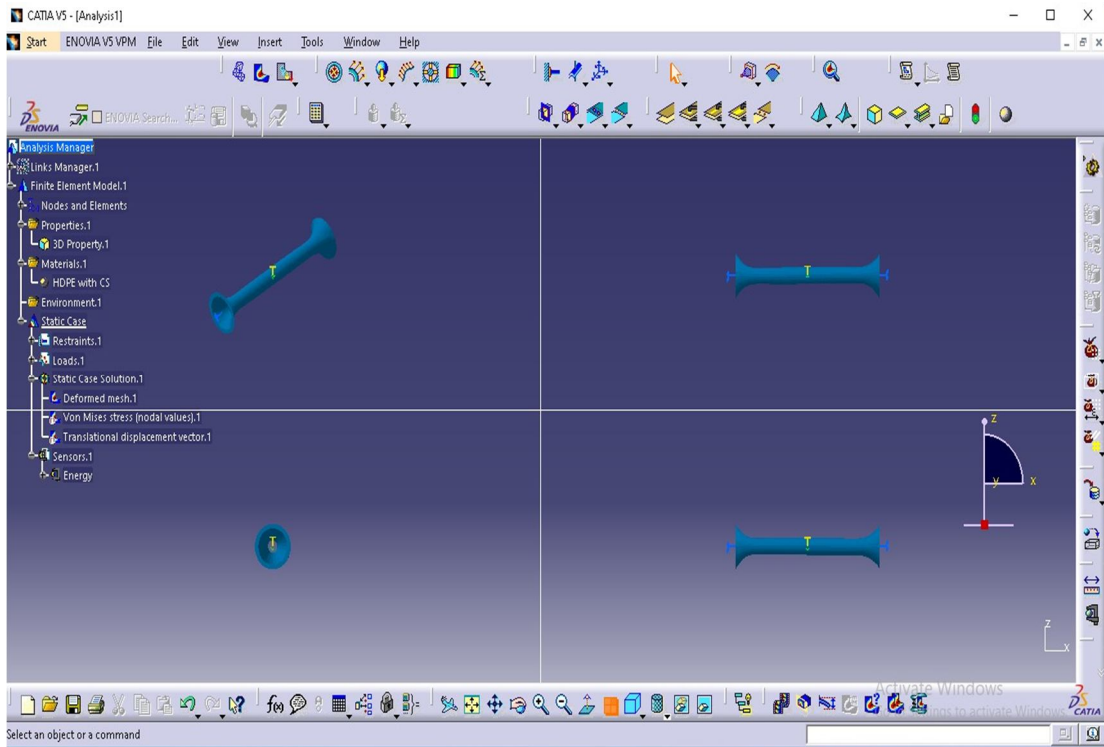 CATIA V5 - [Analysis1]
Start ENOVIA V5 VPM File Edit View Insert Tools Window Help
ENOVIA
ENOVIA Search...
Analysis Manager
Links Manager.1
Finite Element Model.1
Nodes and Elements
Properties.1
3D Property.1
Materials.1
HDPE with CS
Environment.1
Static Case
Restraints.1
Loads.1
Static Case Solution.1
Deformed mesh.1
Von Mises stress (nodal values).1
Translational displacement vector.1
Sensors.1
Energy
T
T
T
T
z
y x
z
x
f(x)
Activate Windows
to activate Windows
CATIA
Select an object or a command